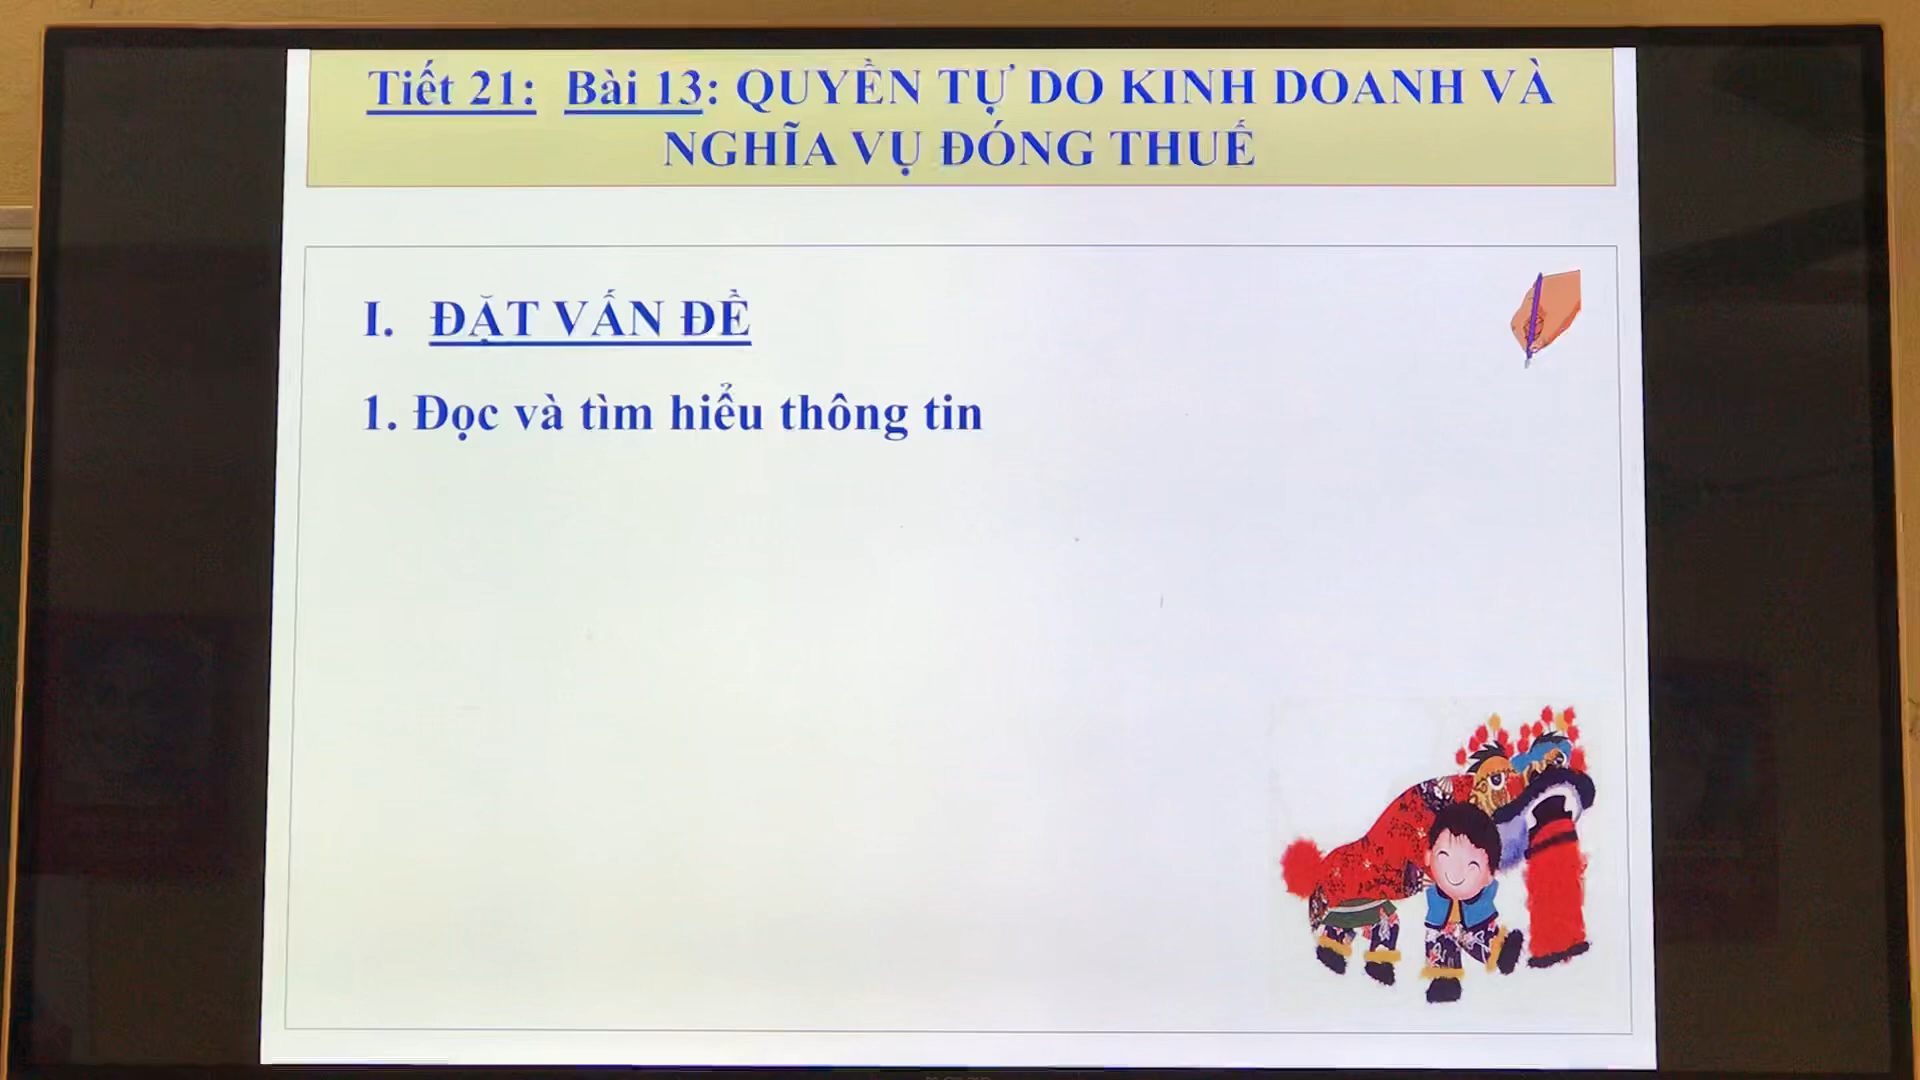 Tiết 21: Bài 13: QUYỀN TỰ DO KINH DOANH VÀ
NGHĨA VỤ ĐÓNG THUẾ
I. ĐẶT VẤN ĐỀ
1. Đọc và tìm hiểu thông tin